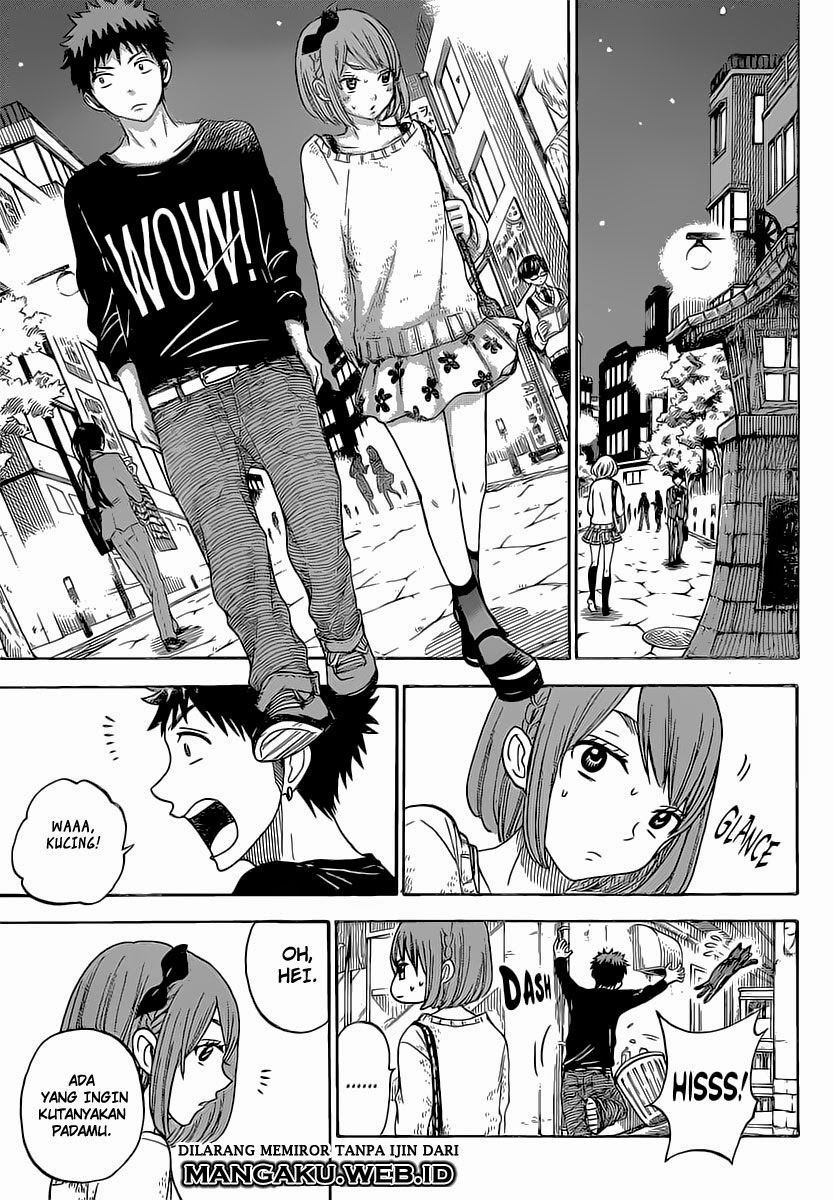 WOW!
GLANCE
WAAA,
KUCING!
HISSS!
DASH
......
OH,
HEI.
ADA
YANG INGIN
KUTANYAKAN
PADAMU.
DILARANG MEMIROR TANPA IJIN DARI
MANGAKU.WEB.ID